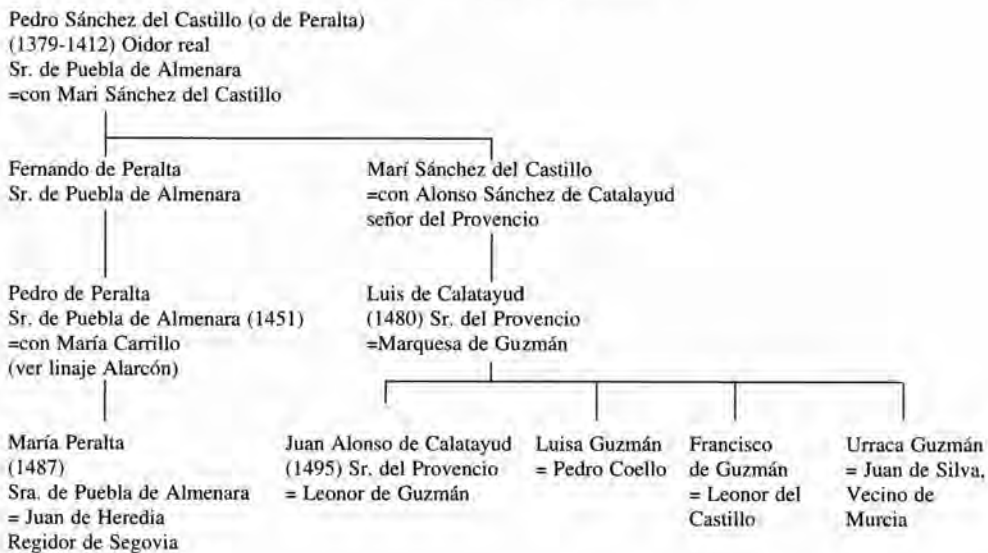 Pedro Sánchez del Castillo (o de Peralta)
(1379-1412) Oidor real
Sr. de Puebla de Almenara
=con Mari Sánchez del Castillo
Fernando de Peralta
Sr. de Puebla de Almenara
Marí Sánchez del Castillo
=con Alonso Sánchez de Catalayud
señor del Provencio
Pedro de Peralta
Sr. de Puebla de Almenara (1451)
=con María Carrillo
(ver linaje Alarcón)
Luis de Calatayud
(1480) Sr. del Provencio
=Marquesa de Guzmán
María Peralta
(1487)
Sra. de Puebla de Almenara
= Juan de Heredia
Regidor de Segovia
Juan Alonso de Calatayud
(1495) Sr. del Provencio
= Leonor de Guzmán
Luisa Guzmán
= Pedro Coello
Francisco
de Guzmán
= Leonor del
Castillo
Urraca Guzmán
= Juan de Silva,
Vecino de
Murcia